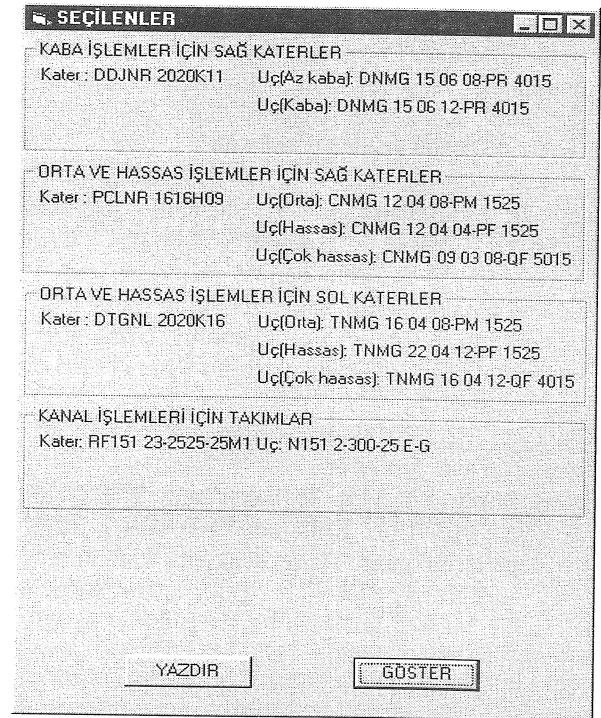 SEÇİLENLER
KABA İŞLEMLER İÇİN SAĞ KATERLER
Kater : DDJNR 2020K11 Uç(Az kaba): DNMG 15 06 08-PR 4015
Uç(Kaba): DNMG 15 06 12-PR 4015
ORTA VE HASSAS İŞLEMLER İÇİN SAĞ KATERLER
Kater : PCLNR 1616H09 Uç(Orta): CNMG 12 04 08-PM 1525
Uç(Hassas): CNMG 12 04 04-PF 1525
Uç(Çok hassas): CNMG 09 03 08-QF 5015
ORTA VE HASSAS İŞLEMLER İÇİN SOL KATERLER
Kater : DTGNL 2020K16 Uç(Orta): TNMG 16 04 08-PM 1525
Uç(Hassas): TNMG 22 04 12-PF 1525
Uç(Çok haasas): TNMG 16 04 12-QF 4015
KANAL İŞLEMLERİ İÇİN TAKIMLAR
Kater: RF151 23-2525-25M1 Uç: N151 2-300-25 E-G
YAZDIR GÖSTER